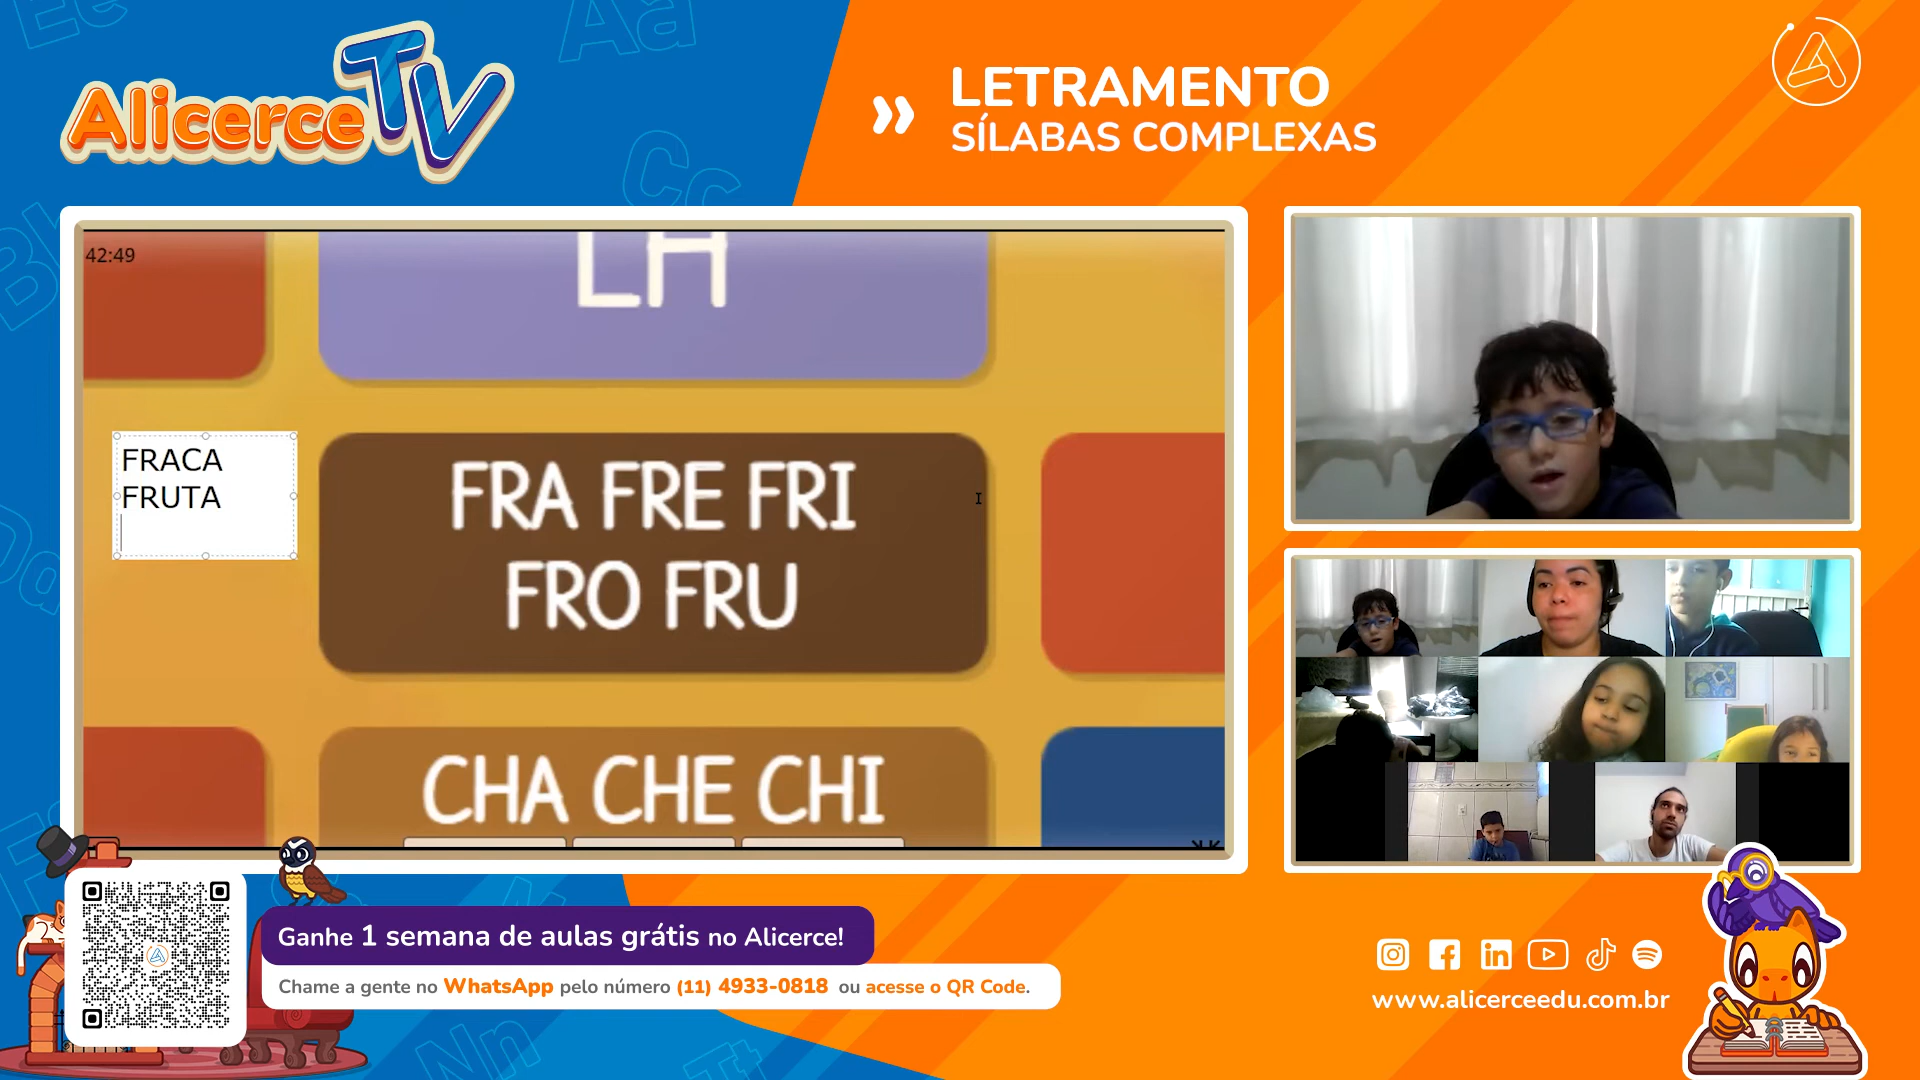 Alicerce TV
LETRAMENTO
SÍLABAS COMPLEXAS
42:49
LH
FRACA
FRUTA
FRA FRE FRI
FRO FRU
CHA CHE CHI
Ganhe 1 semana de aulas grátis no Alicerce!
Chame a gente no WhatsApp pelo número (11) 4933-0818 ou acesse o QR Code.
www.alicerceedu.com.br